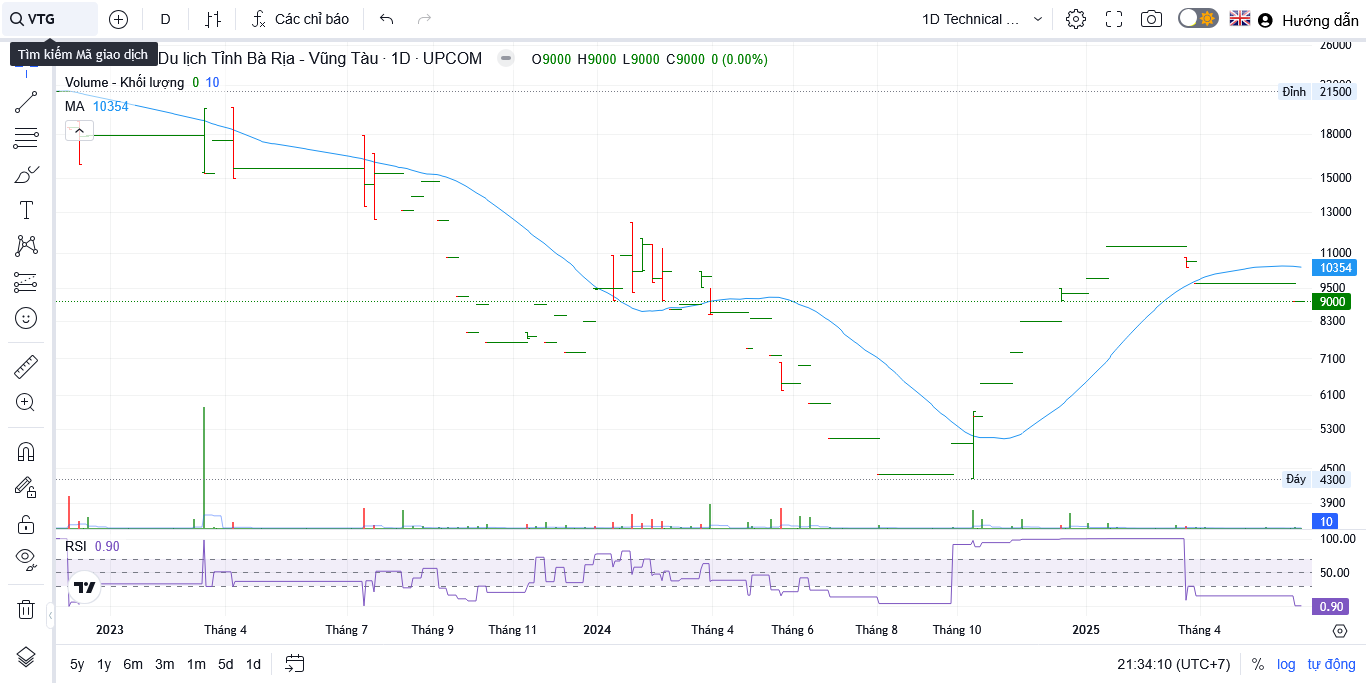 VTG
D
Các chỉ báo
1D Technical ...
Hướng dẫn
Tìm kiếm Mã giao dịch
Du lịch Tỉnh Bà Rịa - Vũng Tàu · 1D · UPCOM
O9000 H9000 L9000 C9000 0 (0.00%)
Volume - Khối lượng 0 10
MA 10354
26000
Đỉnh 21500
18000
15000
13000
11000
10354
9500
9000
8300
7100
6100
5300
4500
Đáy 4300
3900
10
RSI 0.90
100.00
50.00
0.90
2023 Tháng 4 Tháng 7 Tháng 9 Tháng 11 2024 Tháng 4 Tháng 6 Tháng 8 Tháng 10 2025 Tháng 4
5y 1y 6m 3m 1m 5d 1d
21:34:10 (UTC+7) % log tự động